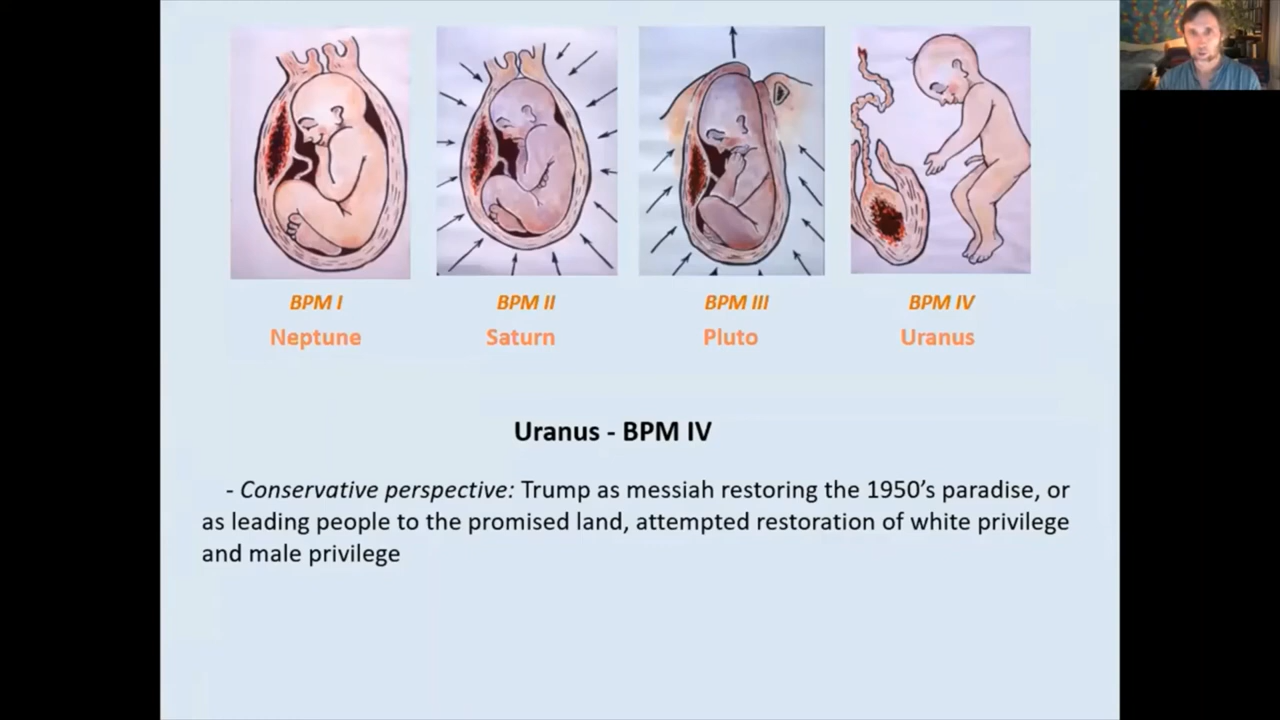 BPM I
BPM II
BPM III
BPM IV
Neptune
Saturn
Pluto
Uranus
Uranus - BPM IV
- Conservative perspective: Trump as messiah restoring the 1950’s paradise, or
as leading people to the promised land, attempted restoration of white privilege
and male privilege